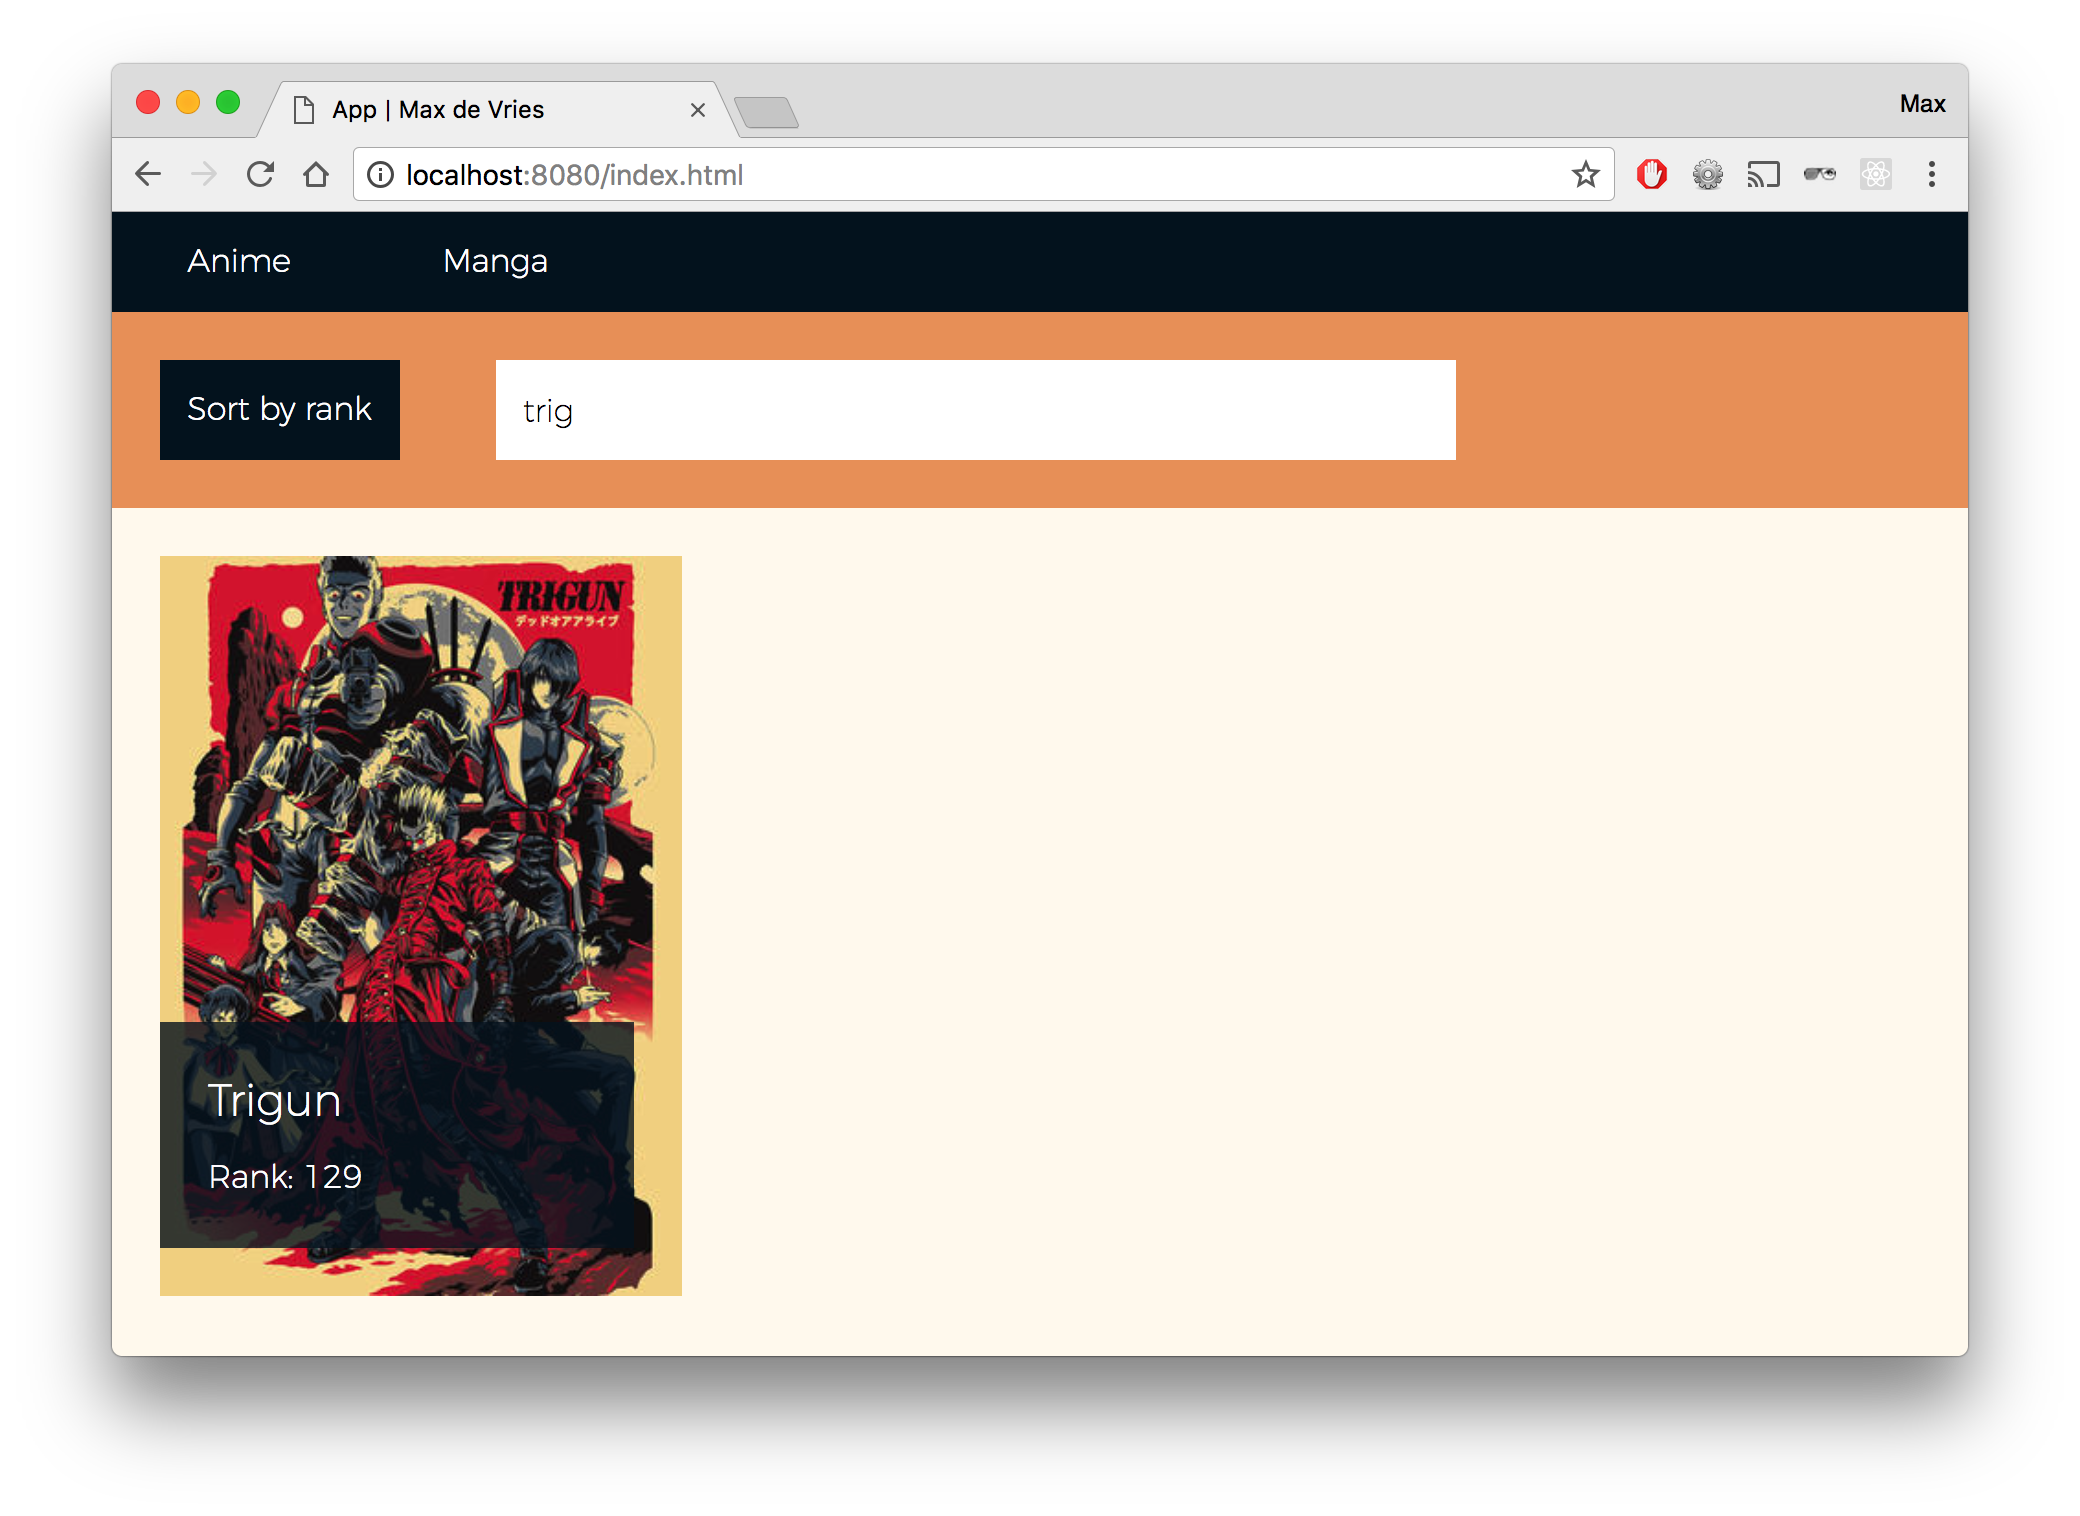 App | Max de Vries
Max
localhost:8080/index.html
Anime
Manga
Sort by rank
trig
TRIGUN
デッドオアアライブ
Trigun
Rank: 129